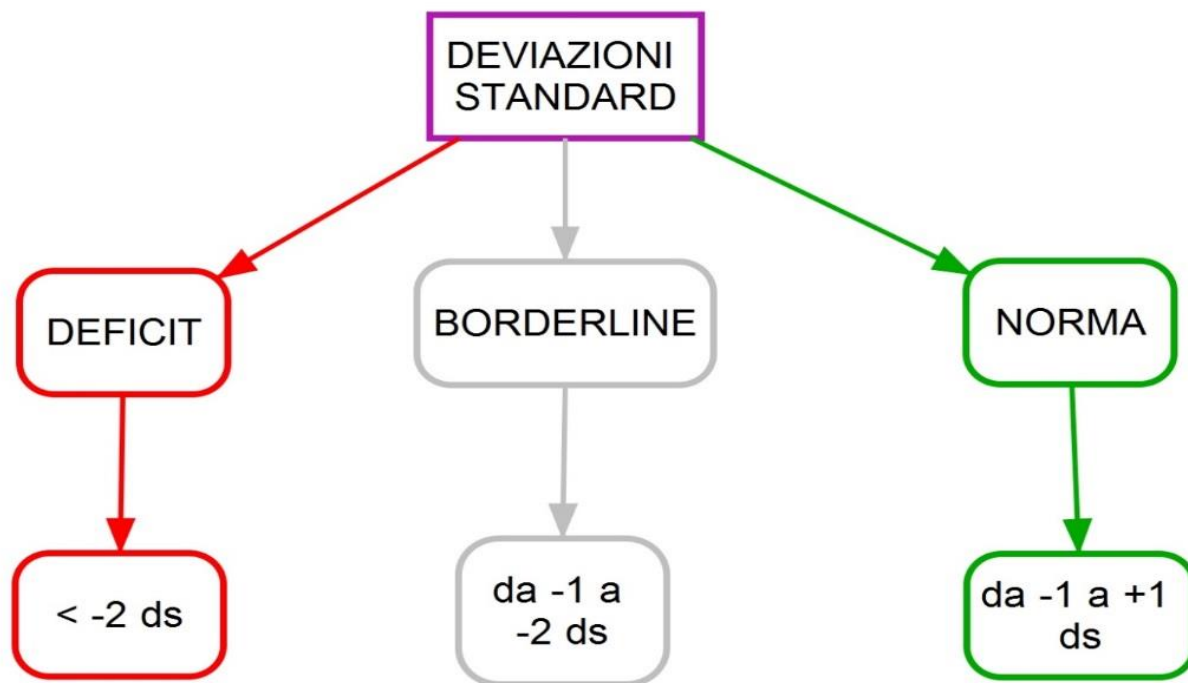 DEVIAZIONI
STANDARD
DEFICIT
BORDERLINE
NORMA
< -2 ds
da -1 a
-2 ds
da -1 a +1
ds